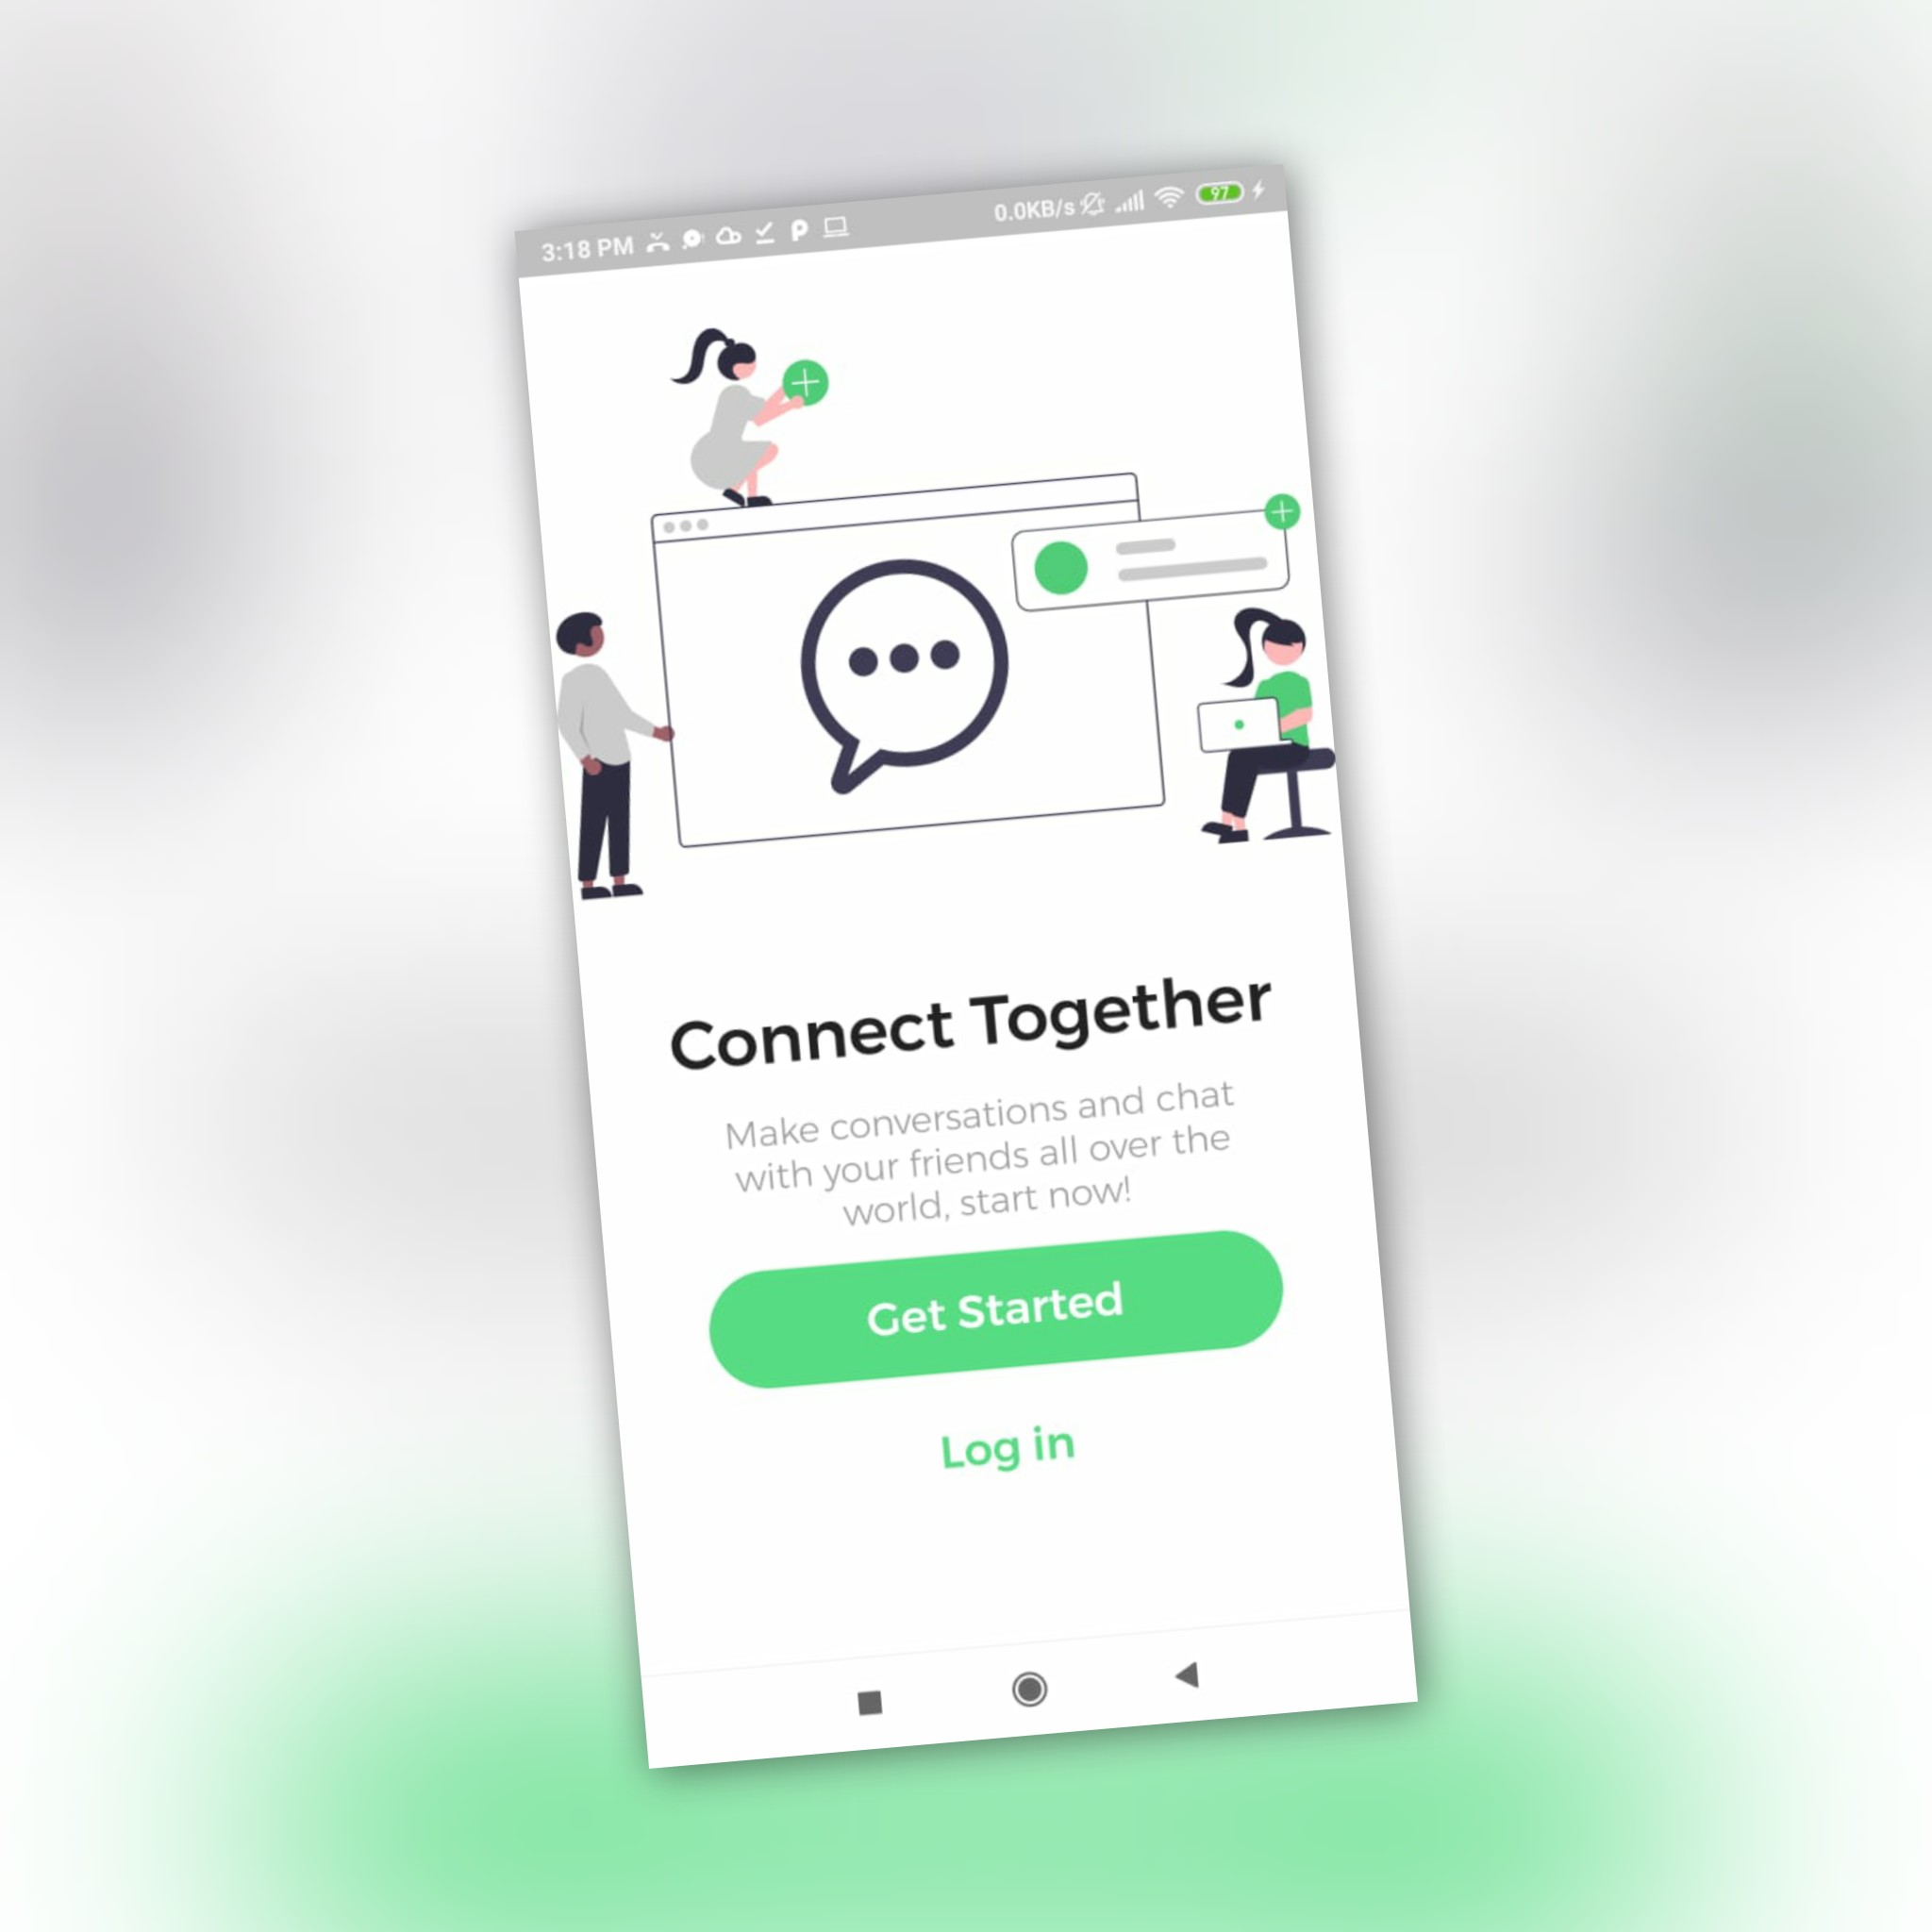 3:18 PM 0.0KB/s 97
Connect Together
Make conversations and chat
with your friends all over the
world, start now!
Get Started
Log in